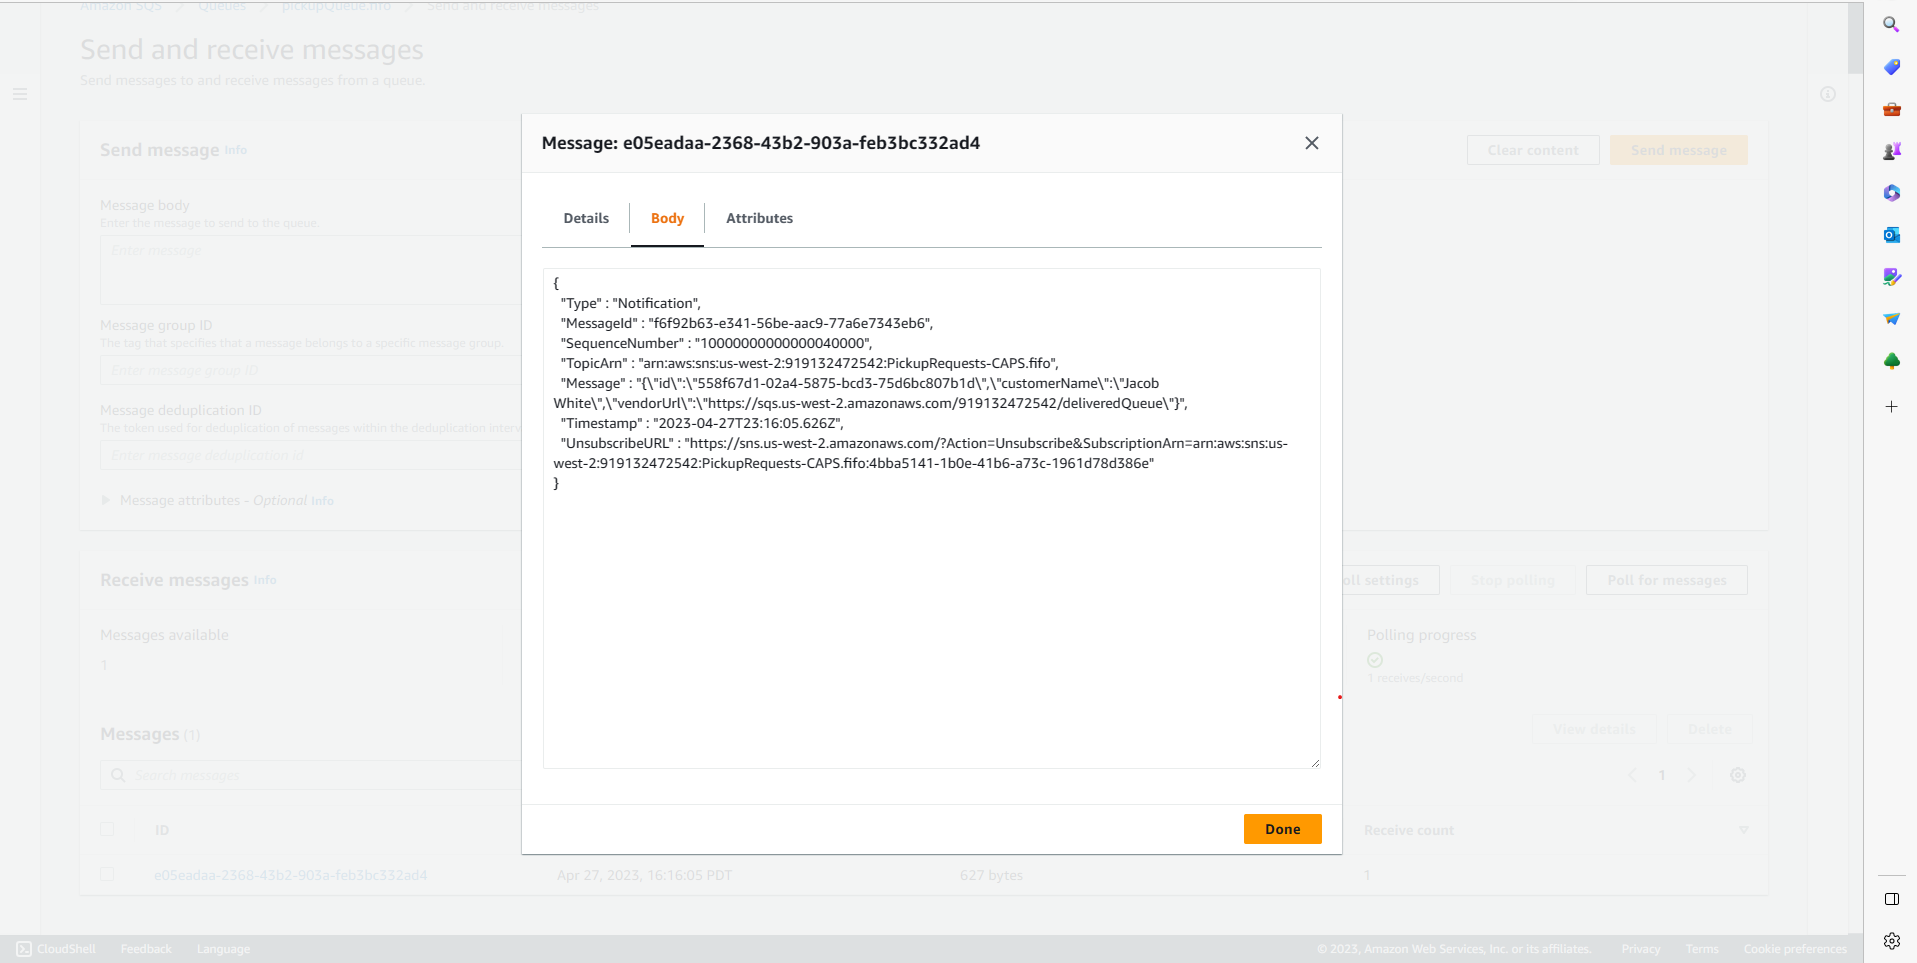 Amazon SQS > Queues > pickupQueue.fifo > Send and receive messages
Send and receive messages
Send messages to and receive messages from a queue.
Send message Info
Clear content
Send message
Message body
Enter the message to send to the queue.
Enter message
Message group ID
The tag that specifies that a message belongs to a specific message group.
Enter message group ID
Message deduplication ID
The token used for deduplication of messages within the deduplication
Enter message deduplication id
Message attributes - Optional Info
Message: e05eadaa-2368-43b2-903a-feb3bc332ad4
Details
Body
Attributes
{
"Type" : "Notification",
"MessageId" : "f6f92b63-e341-56be-aac9-77a6e7343eb6",
"SequenceNumber" : "10000000000000040000",
"TopicArn" : "arn:aws:sns:us-west-2:919132472542:PickupRequests-CAPS.fifo",
"Message" : "{\"id\":\"558f67d1-02a4-5875-bcd3-75d6bc807b1d\",\"customerName\":\"Jacob
White\",\"vendorUrl\":\"https://sqs.us-west-2.amazonaws.com/919132472542/deliveredQueue\"}",
"Timestamp" : "2023-04-27T23:16:05.626Z",
"UnsubscribeURL" : "https://sns.us-west-2.amazonaws.com/?Action=Unsubscribe&SubscriptionArn=arn:aws:sns:us-
west-2:919132472542:PickupRequests-CAPS.fifo:4bba5141-1b0e-41b6-a73c-1961d78d386e"
}
Done
Receive messages Info
oll settings
Stop polling
Poll for messages
Messages available
1
Polling progress
1 receives/second
Messages (1)
View details
Delete
Search messages
1
ID
Receive count
e05eadaa-2368-43b2-903a-feb3bc332ad4
Apr 27, 2023, 16:16:05 PDT
627 bytes
1
CloudShell
Feedback
Language
© 2023, Amazon Web Services, Inc. or its affiliates.
Privacy
Terms
Cookie preferences